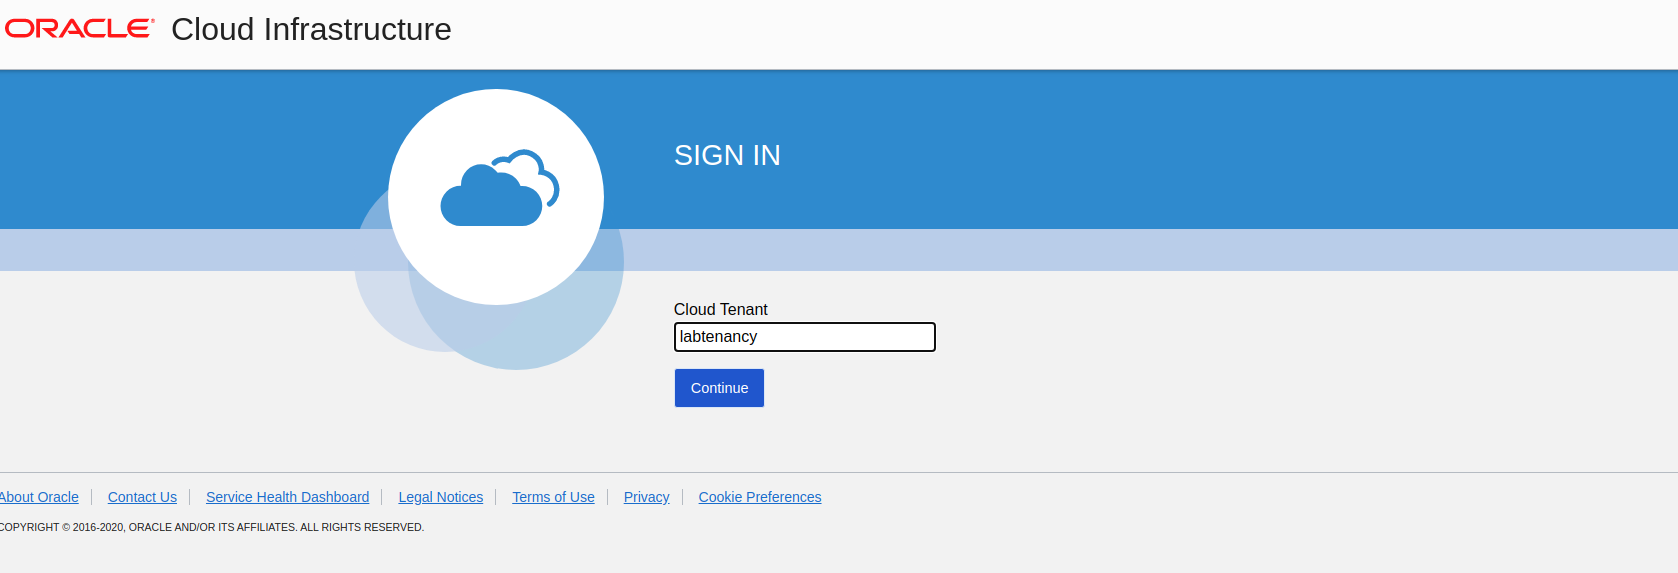 ORACLE® Cloud Infrastructure
SIGN IN
Cloud Tenant
labtenancy
Continue
About Oracle Contact Us Service Health Dashboard Legal Notices Terms of Use Privacy Cookie Preferences
COPYRIGHT © 2016-2020, ORACLE AND/OR ITS AFFILIATES. ALL RIGHTS RESERVED.